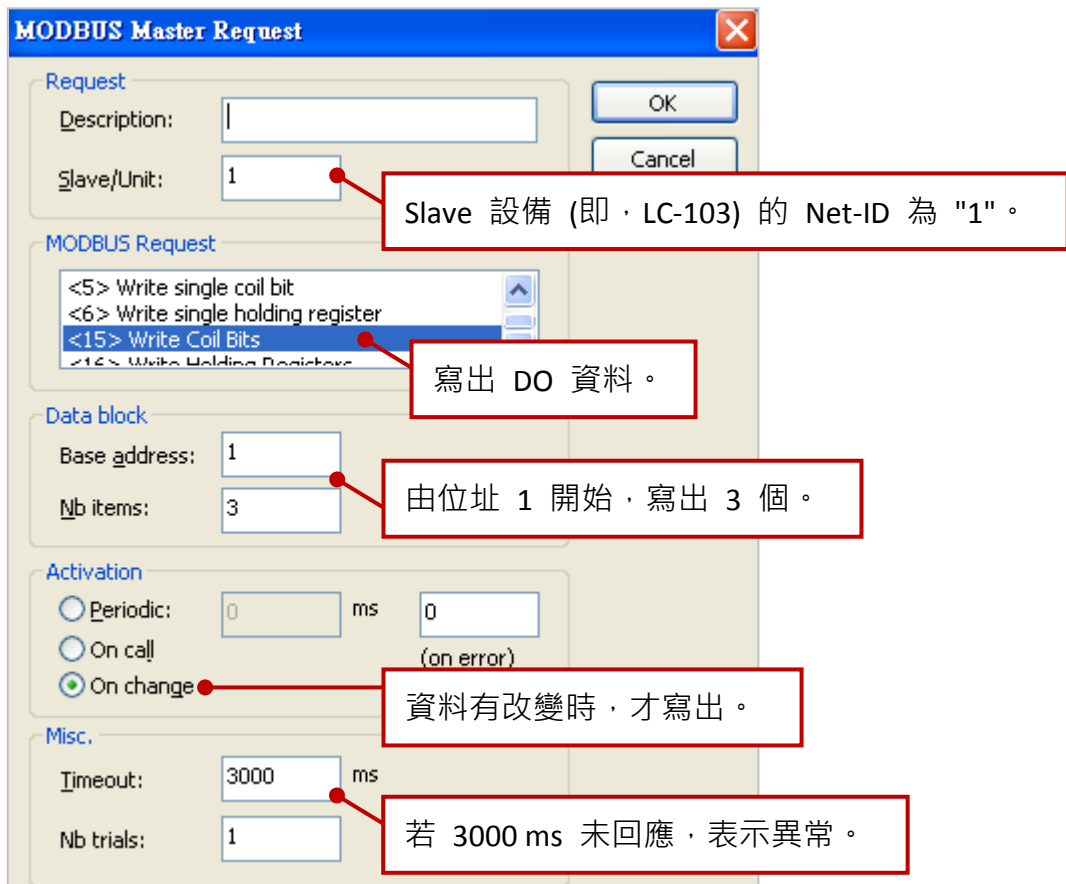 MODBUS Master Request
Request
OK
Description:
Cancel
Slave/Unit:
1
Slave 設備 (即，LC-103) 的 Net-ID 為 "1"。
MODBUS Request
<5> Write single coil bit
<6> Write single holding register
<15> Write Coil Bits
<16> Write Holding Registers
寫出 DO 資料。
Data block
Base address:
1
由位址 1 開始，寫出 3 個。
Nb items:
3
Activation
Periodic:
0
ms
0
On call
(on error)
On change
資料有改變時，才寫出。
Misc.
Timeout:
3000
ms
若 3000 ms 未回應，表示異常。
Nb trials:
1